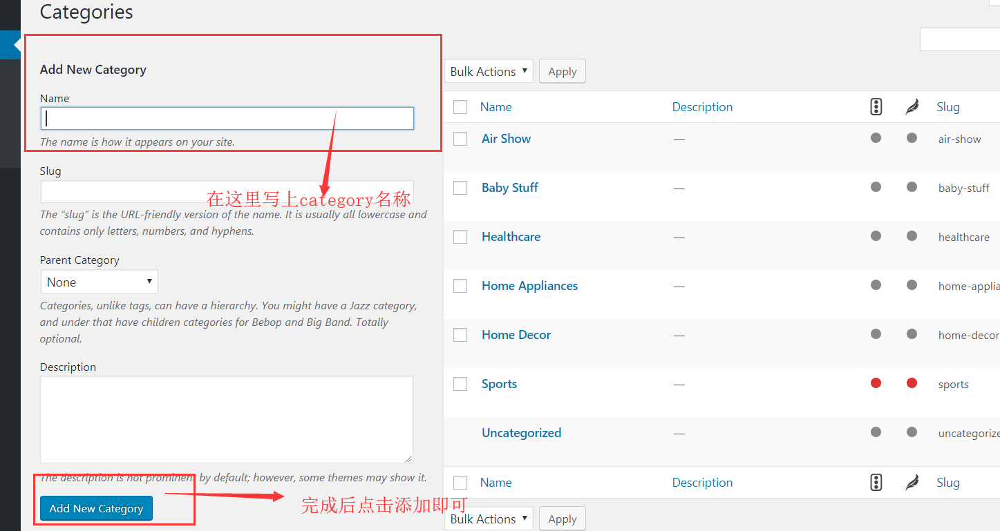 Categories
Add New Category
Name
The name is how it appears on your site.
Slug
在这里写上category名称
The “slug” is the URL-friendly version of the name. It is usually all lowercase and
contains only letters, numbers, and hyphens.
Parent Category
None
Categories, unlike tags, can have a hierarchy. You might have a Jazz category,
and under that have children categories for Bebop and Big Band. Totally
optional.
Description
The description is not prominent by default; however, some themes may show it.
Add New Category
完成后点击添加即可
Bulk Actions Apply
Name Description Slug
Air Show — air-show
Baby Stuff — baby-stuff
Healthcare — healthcare
Home Appliances — home-applia
Home Decor — home-decor
Sports — sports
Uncategorized — uncategorize
Name Description Slug
Bulk Actions Apply